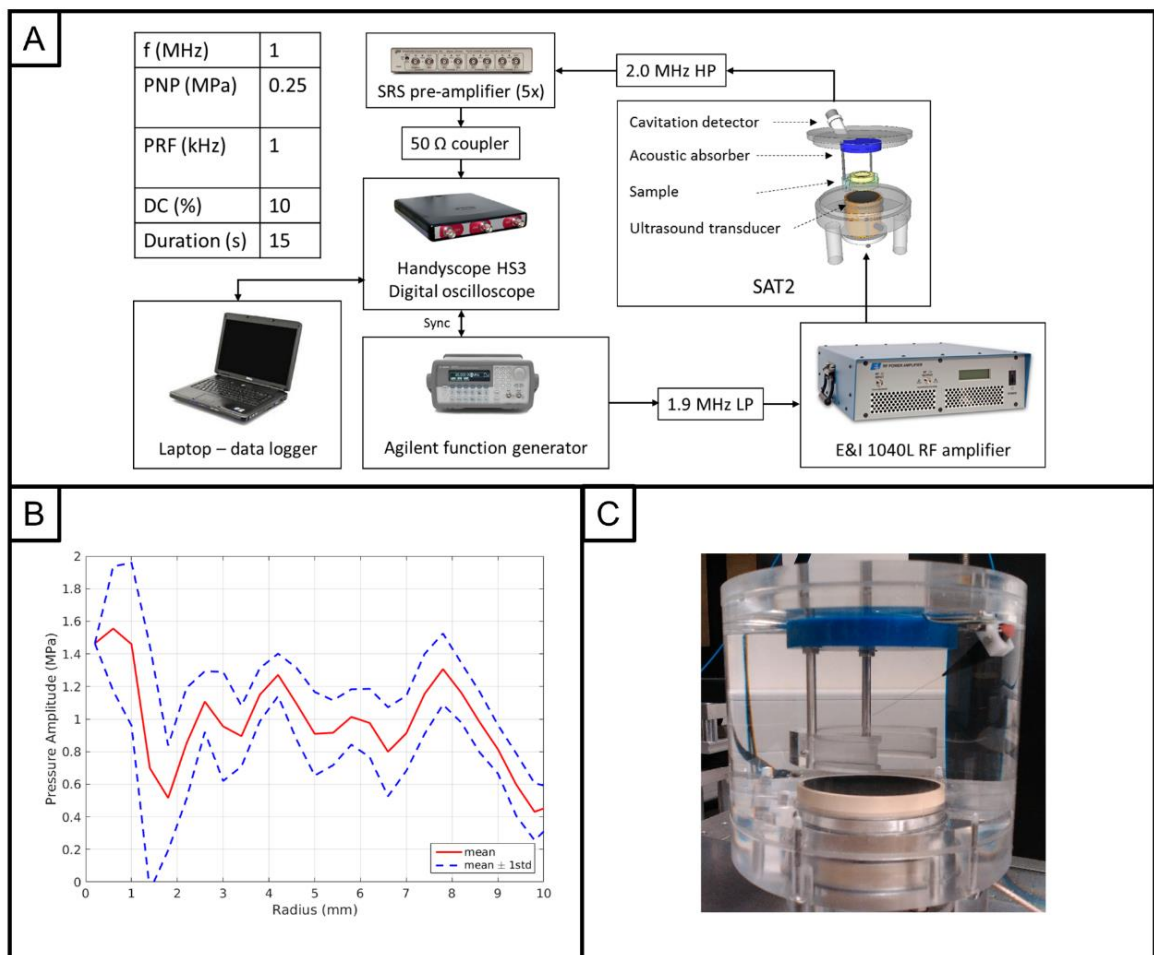 A
f (MHz) 1
PNP (MPa) 0.25
PRF (kHz) 1
DC (%) 10
Duration (s) 15
SRS pre-amplifier (5x)
2.0 MHz HP
50 Ω coupler
Handyscope HS3
Digital oscilloscope
Sync
Laptop – data logger
Agilent function generator
1.9 MHz LP
Cavitation detector
Acoustic absorber
Sample
Ultrasound transducer
SAT2
RF POWER AMPLIFIER
E&I 1040L RF amplifier
B
Pressure Amplitude (MPa)
2
1.8
1.6
1.4
1.2
1
0.8
0.6
0.4
0.2
0
0 1 2 3 4 5 6 7 8 9 10
Radius (mm)
mean
mean ± 1std
C